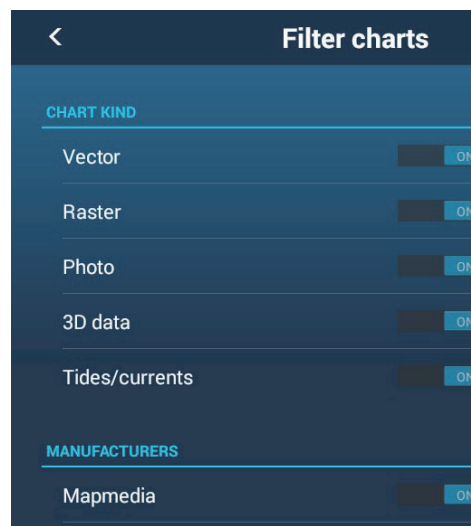 Filter charts
CHART KIND
Vector ON
Raster ON
Photo ON
3D data ON
Tides/currents ON
MANUFACTURERS
Mapmedia ON